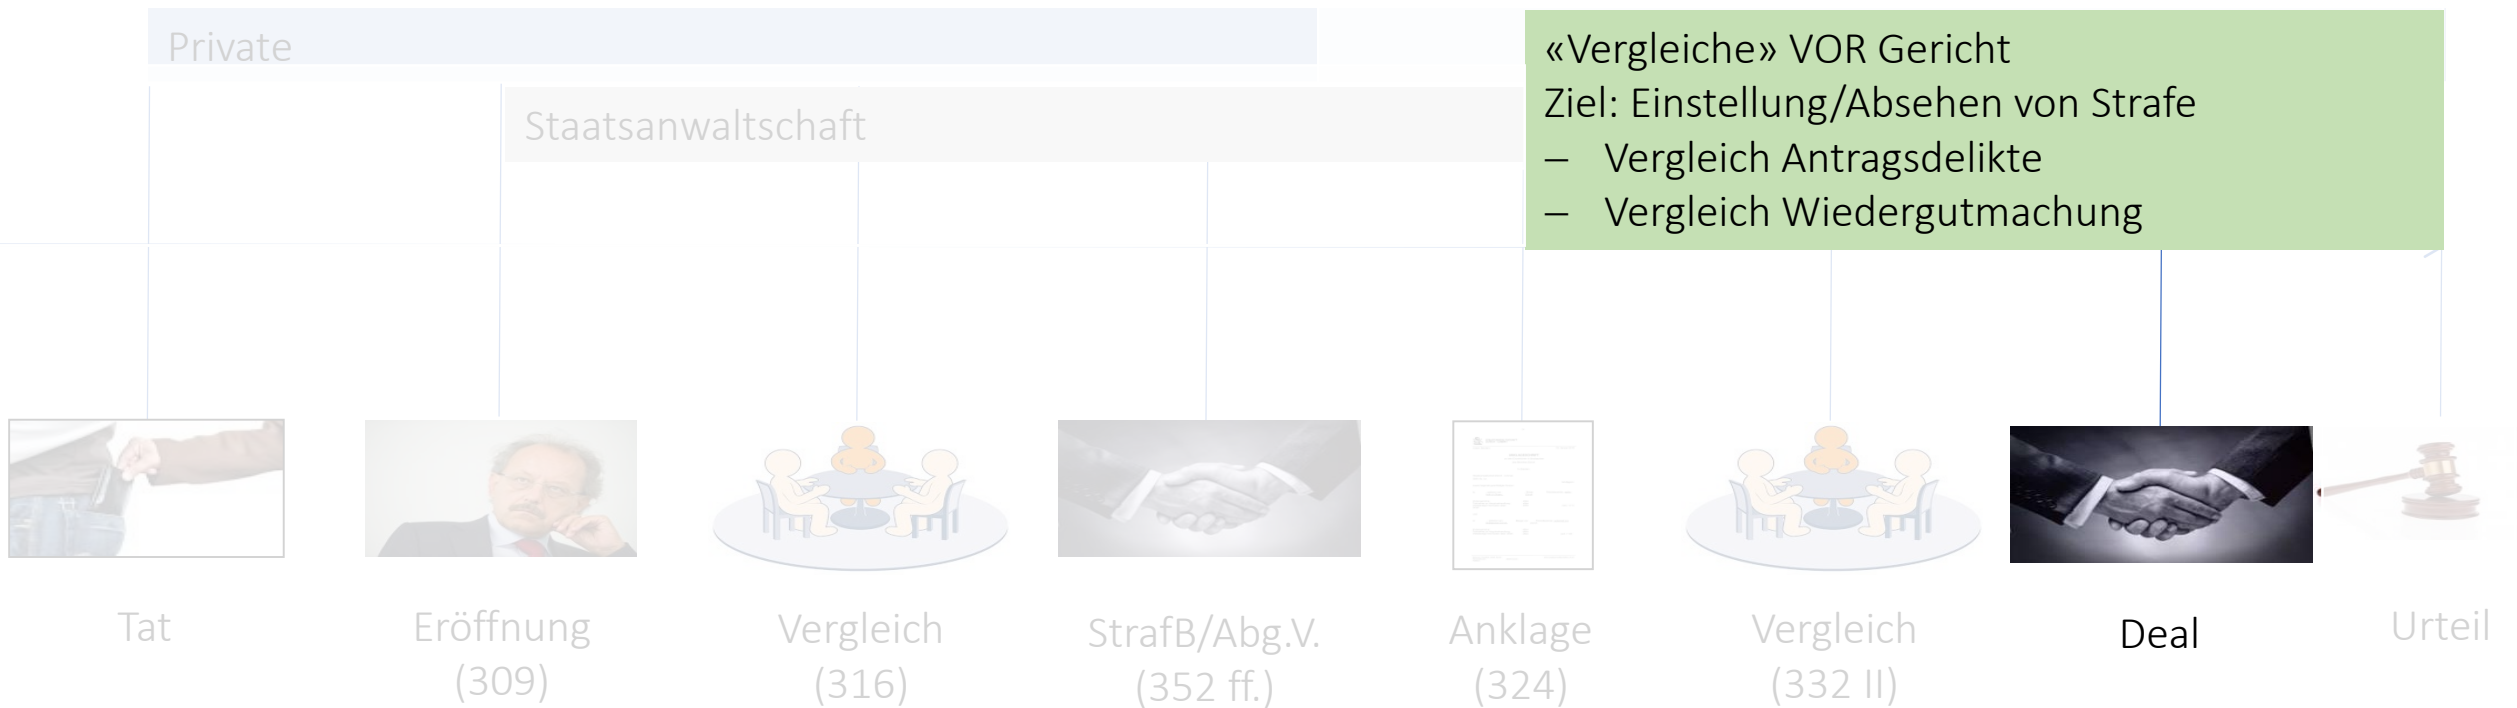 Private
Staatsanwaltschaft
«Vergleiche» VOR Gericht
Ziel: Einstellung/Absehen von Strafe
– Vergleich Antragsdelikte
– Vergleich Wiedergutmachung
Tat
Eröffnung
(309)
Vergleich
(316)
StrafB/Abg.V.
(352 ff.)
Anklage
(324)
Vergleich
(332 II)
Deal
Urteil